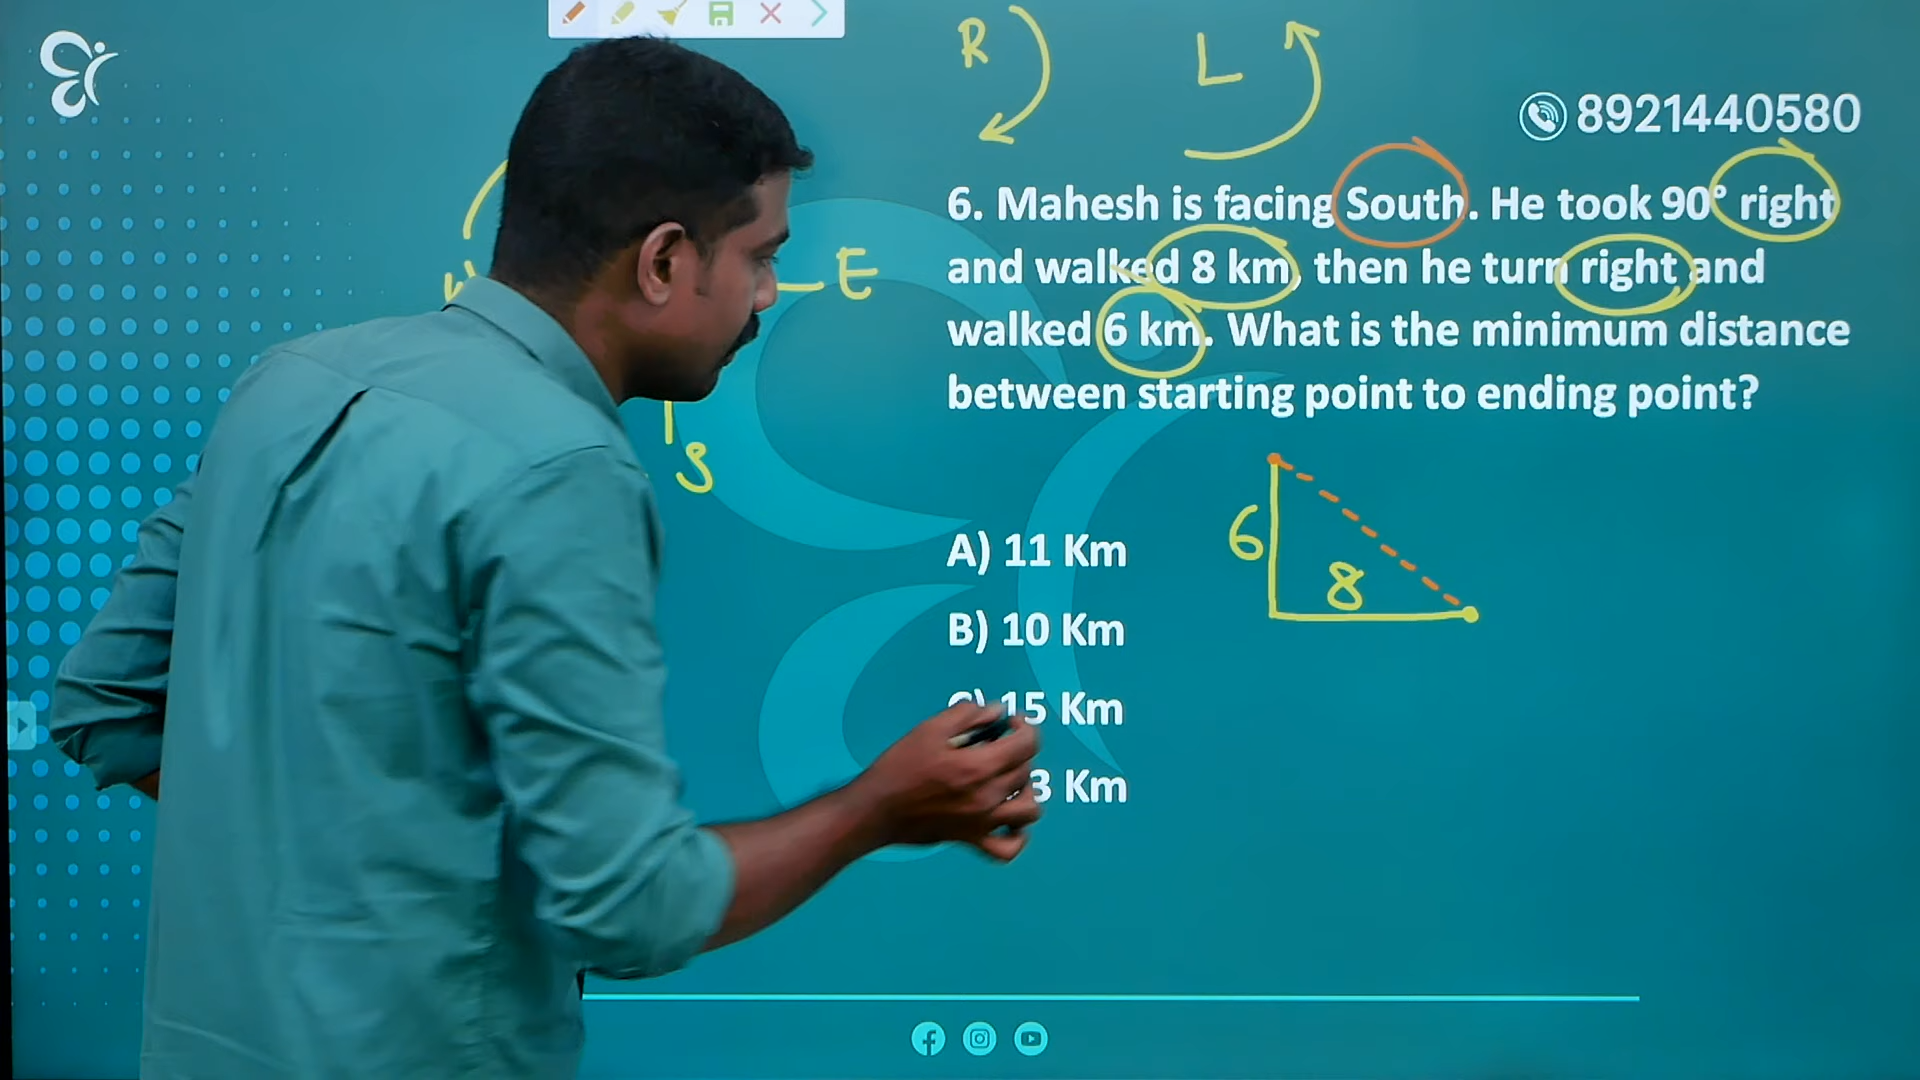 R
L
8921440580
6. Mahesh is facing South. He took 90° right
and walked 8 km, then he turn right and
walked 6 km. What is the minimum distance
between starting point to ending point?
E
S
A) 11 Km
B) 10 Km
C) 15 Km
3 Km
6
8